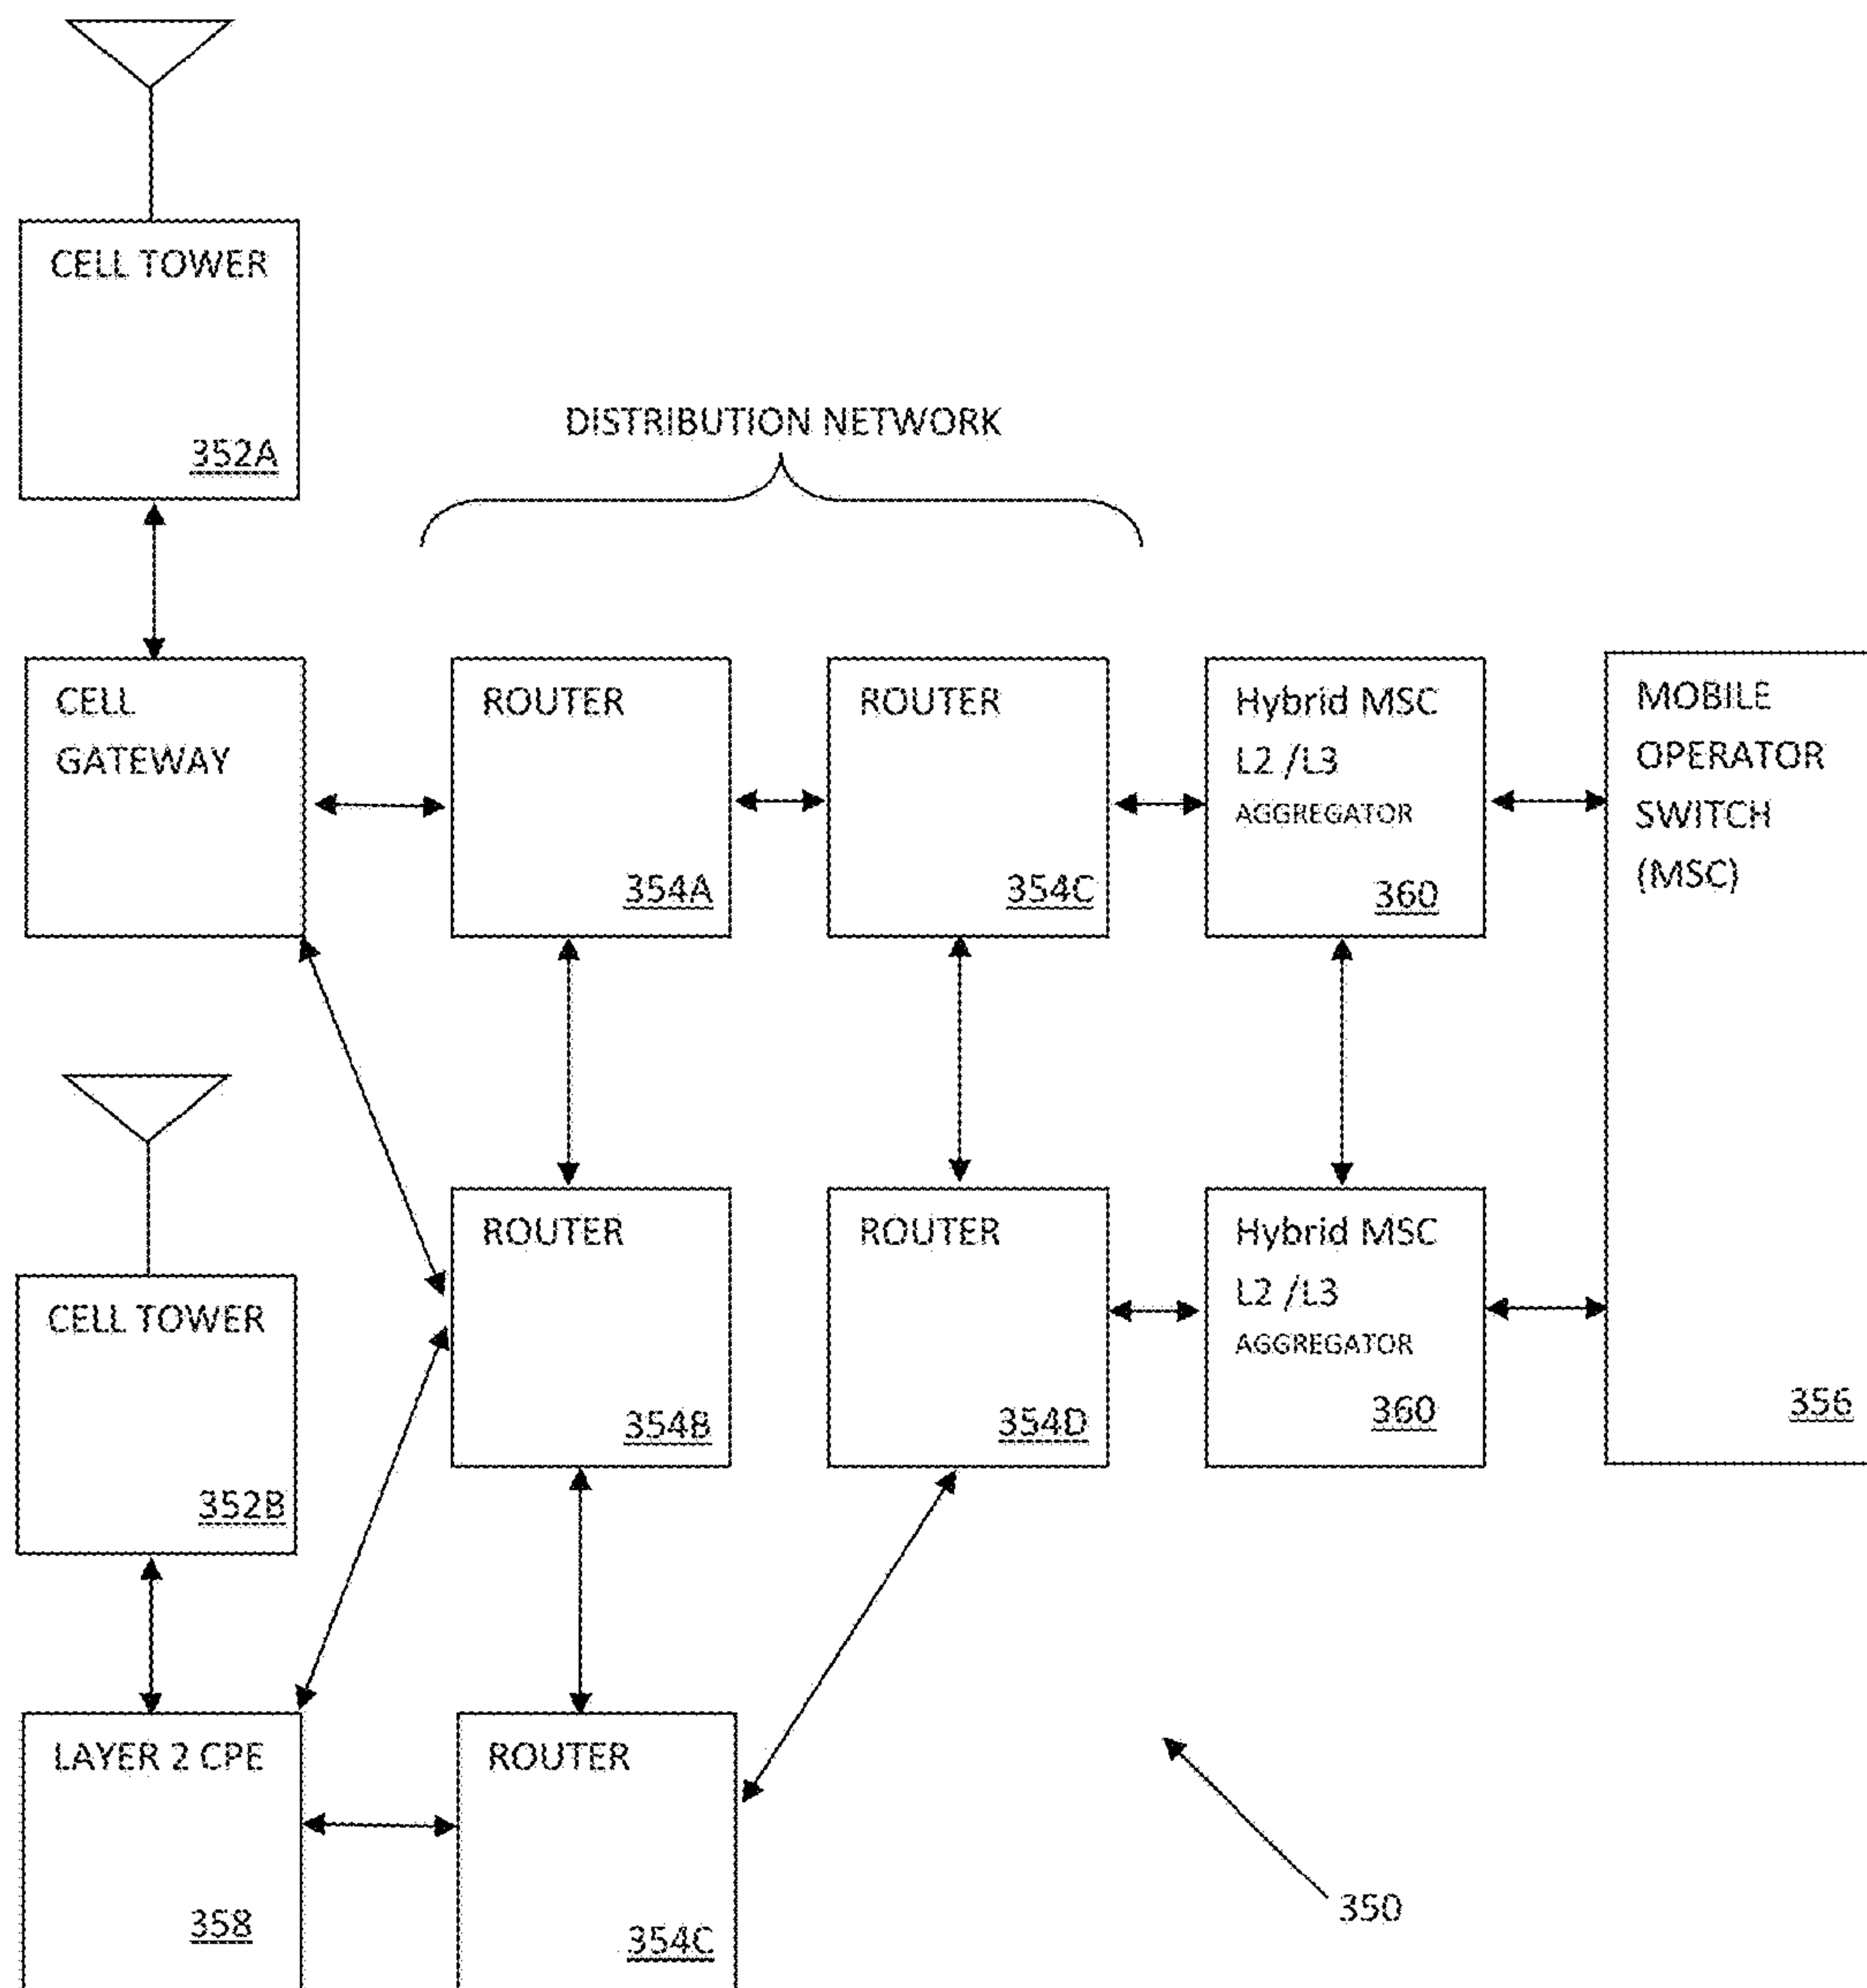 CELL TOWER
352A
DISTRIBUTION NETWORK
CELL
GATEWAY
ROUTER
354A
ROUTER
354C
Hybrid MSC
L2 /L3
AGGREGATOR
360
MOBILE
OPERATOR
SWITCH
(MSC)
356
CELL TOWER
352B
ROUTER
354B
ROUTER
354D
Hybrid MSC
L2 /L3
AGGREGATOR
360
LAYER 2 CPE
358
ROUTER
354C
350